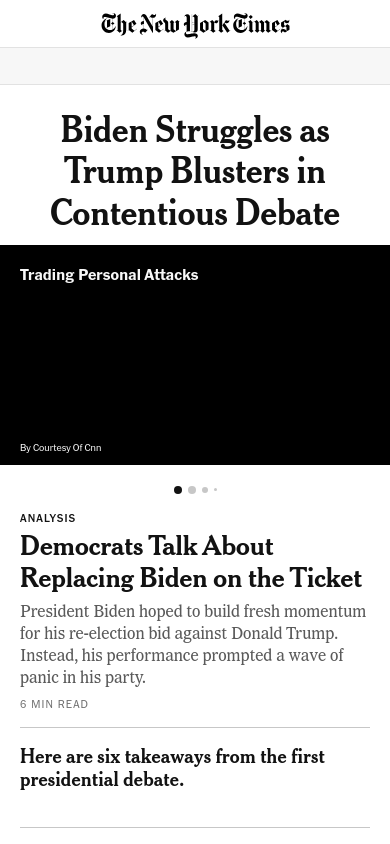 The New York Times
Biden Struggles as
Trump Blusters in
Contentious Debate
Trading Personal Attacks
By Courtesy Of Cnn
ANALYSIS
Democrats Talk About
Replacing Biden on the Ticket
President Biden hoped to build fresh momentum
for his re-election bid against Donald Trump.
Instead, his performance prompted a wave of
panic in his party.
6 MIN READ
Here are six takeaways from the first
presidential debate.